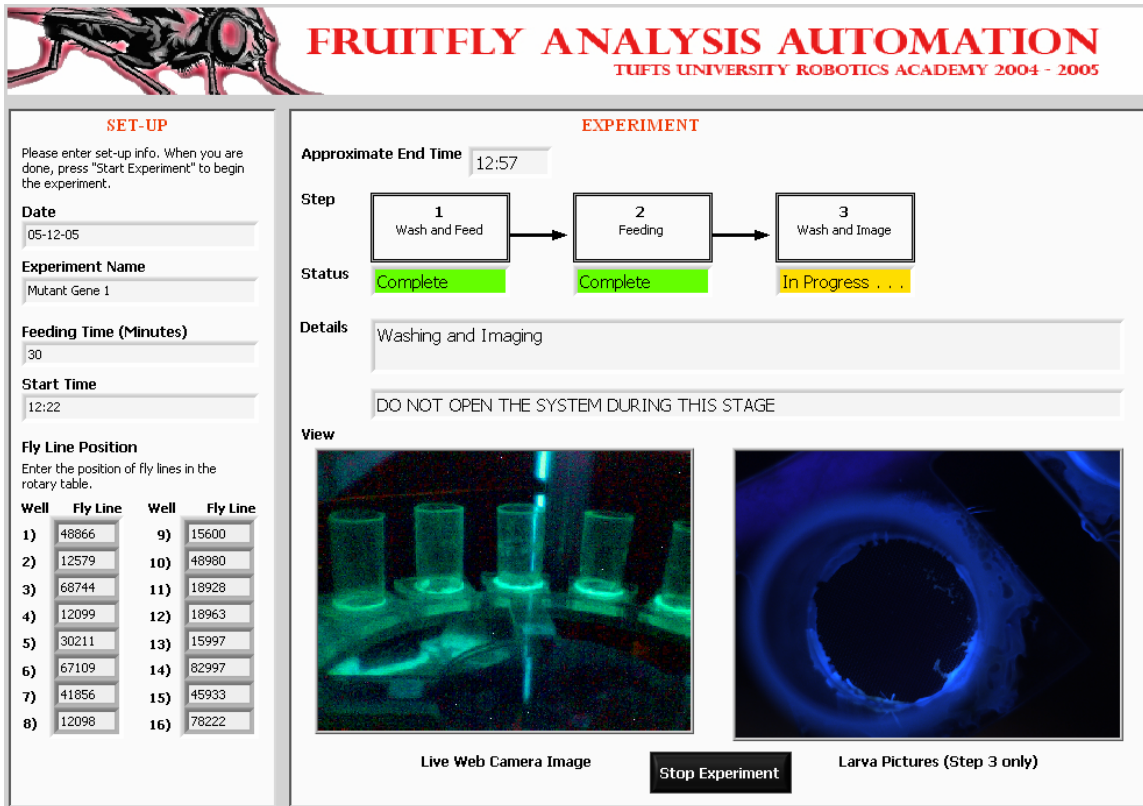 FRUITFLY ANALYSIS AUTOMATION
TUFTS UNIVERSITY ROBOTICS ACADEMY 2004 - 2005
SET-UP
Please enter set-up info. When you are
done, press "Start Experiment" to begin
the experiment.
Date
05-12-05
Experiment Name
Mutant Gene 1
Feeding Time (Minutes)
30
Start Time
12:22
Fly Line Position
Enter the position of fly lines in the
rotary table.
Well Fly Line Well Fly Line
1) 48866 9) 15600
2) 12579 10) 48980
3) 68744 11) 18928
4) 12099 12) 18963
5) 30211 13) 15997
6) 67109 14) 82997
7) 41856 15) 45933
8) 12098 16) 78222
EXPERIMENT
Approximate End Time 12:57
Step
1
Wash and Feed
2
Feeding
3
Wash and Image
Status Complete Complete In Progress . . .
Details Washing and Imaging
DO NOT OPEN THE SYSTEM DURING THIS STAGE
View
Live Web Camera Image
Stop Experiment
Larva Pictures (Step 3 only)